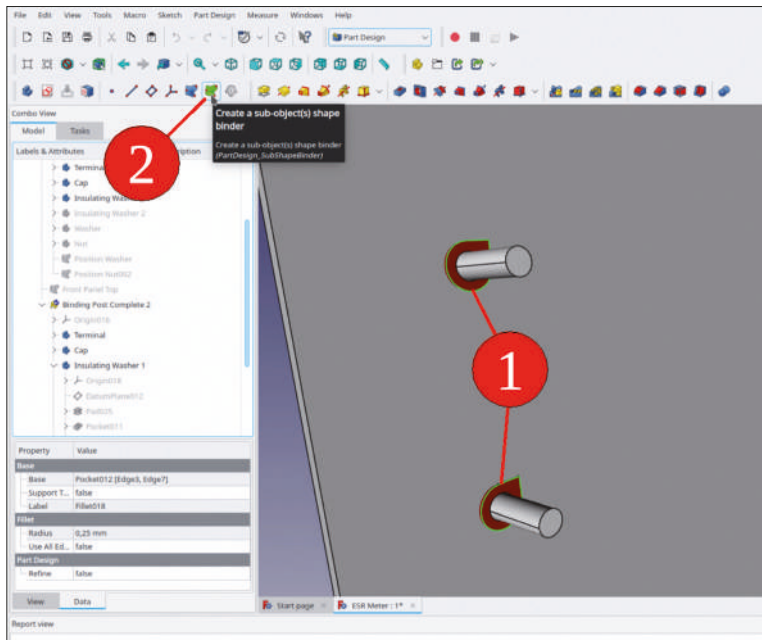 File Edit View Tools Macro Sketch Part Design Measure Windows Help
Part Design
Create a sub-object(s) shape binder
Create a sub-object(s) shape binder
(PartDesign_SubShapeBinder)
Combo View
Model Tasks
Labels & Attributes
Cap
Insulating Washer
Insulating Washer 2
Washer
Nut
Position Washer
Position Nut002
Front Panel Top
Binding Post Complete 2
Origin016
Terminal
Cap
Insulating Washer 1
Origin018
DatumPlane012
Pad025
Pocket011
2
1
Property Value
Base
Base Pocket012 [Edge3, Edge7]
Support T... false
Label Fillet018
Fillet
Radius 0,25 mm
Use All Ed... false
Part Design
Refine false
View Data
Start page
ESR Meter : 1*
Report view